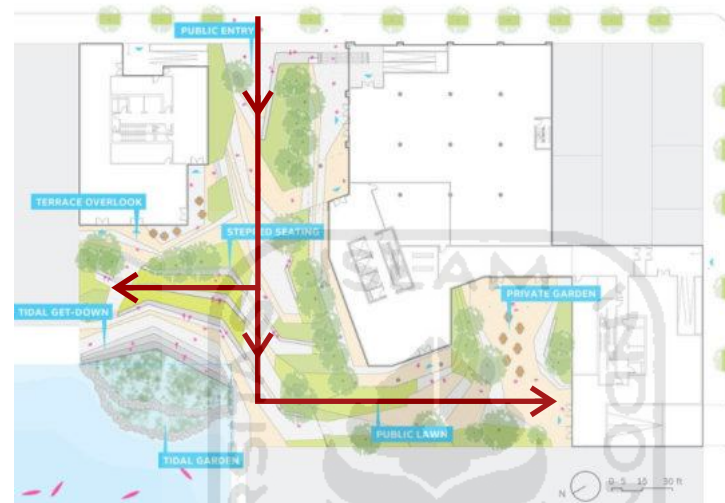 PUBLIC ENTRY
TERRACE OVERLOOK
STEPPED SEATING
PRIVATE GARDEN
TIDAL GET-DOWN
PUBLIC LAWN
TIDAL GARDEN
N
0 5 15 30 ft